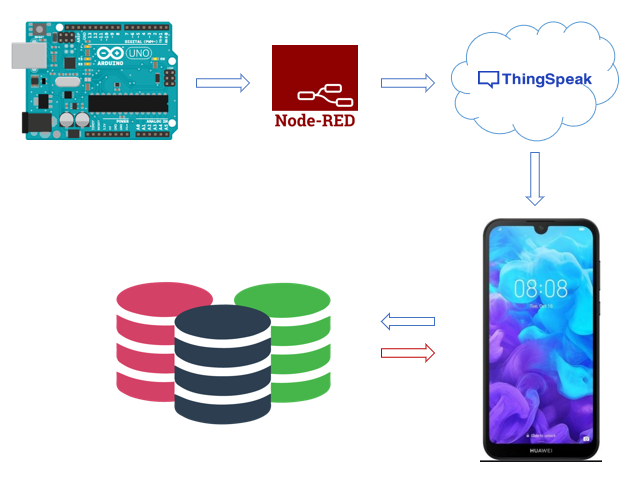 UNO
ARDUINO
Node-RED
ThingSpeak
08:08
HUAWEI